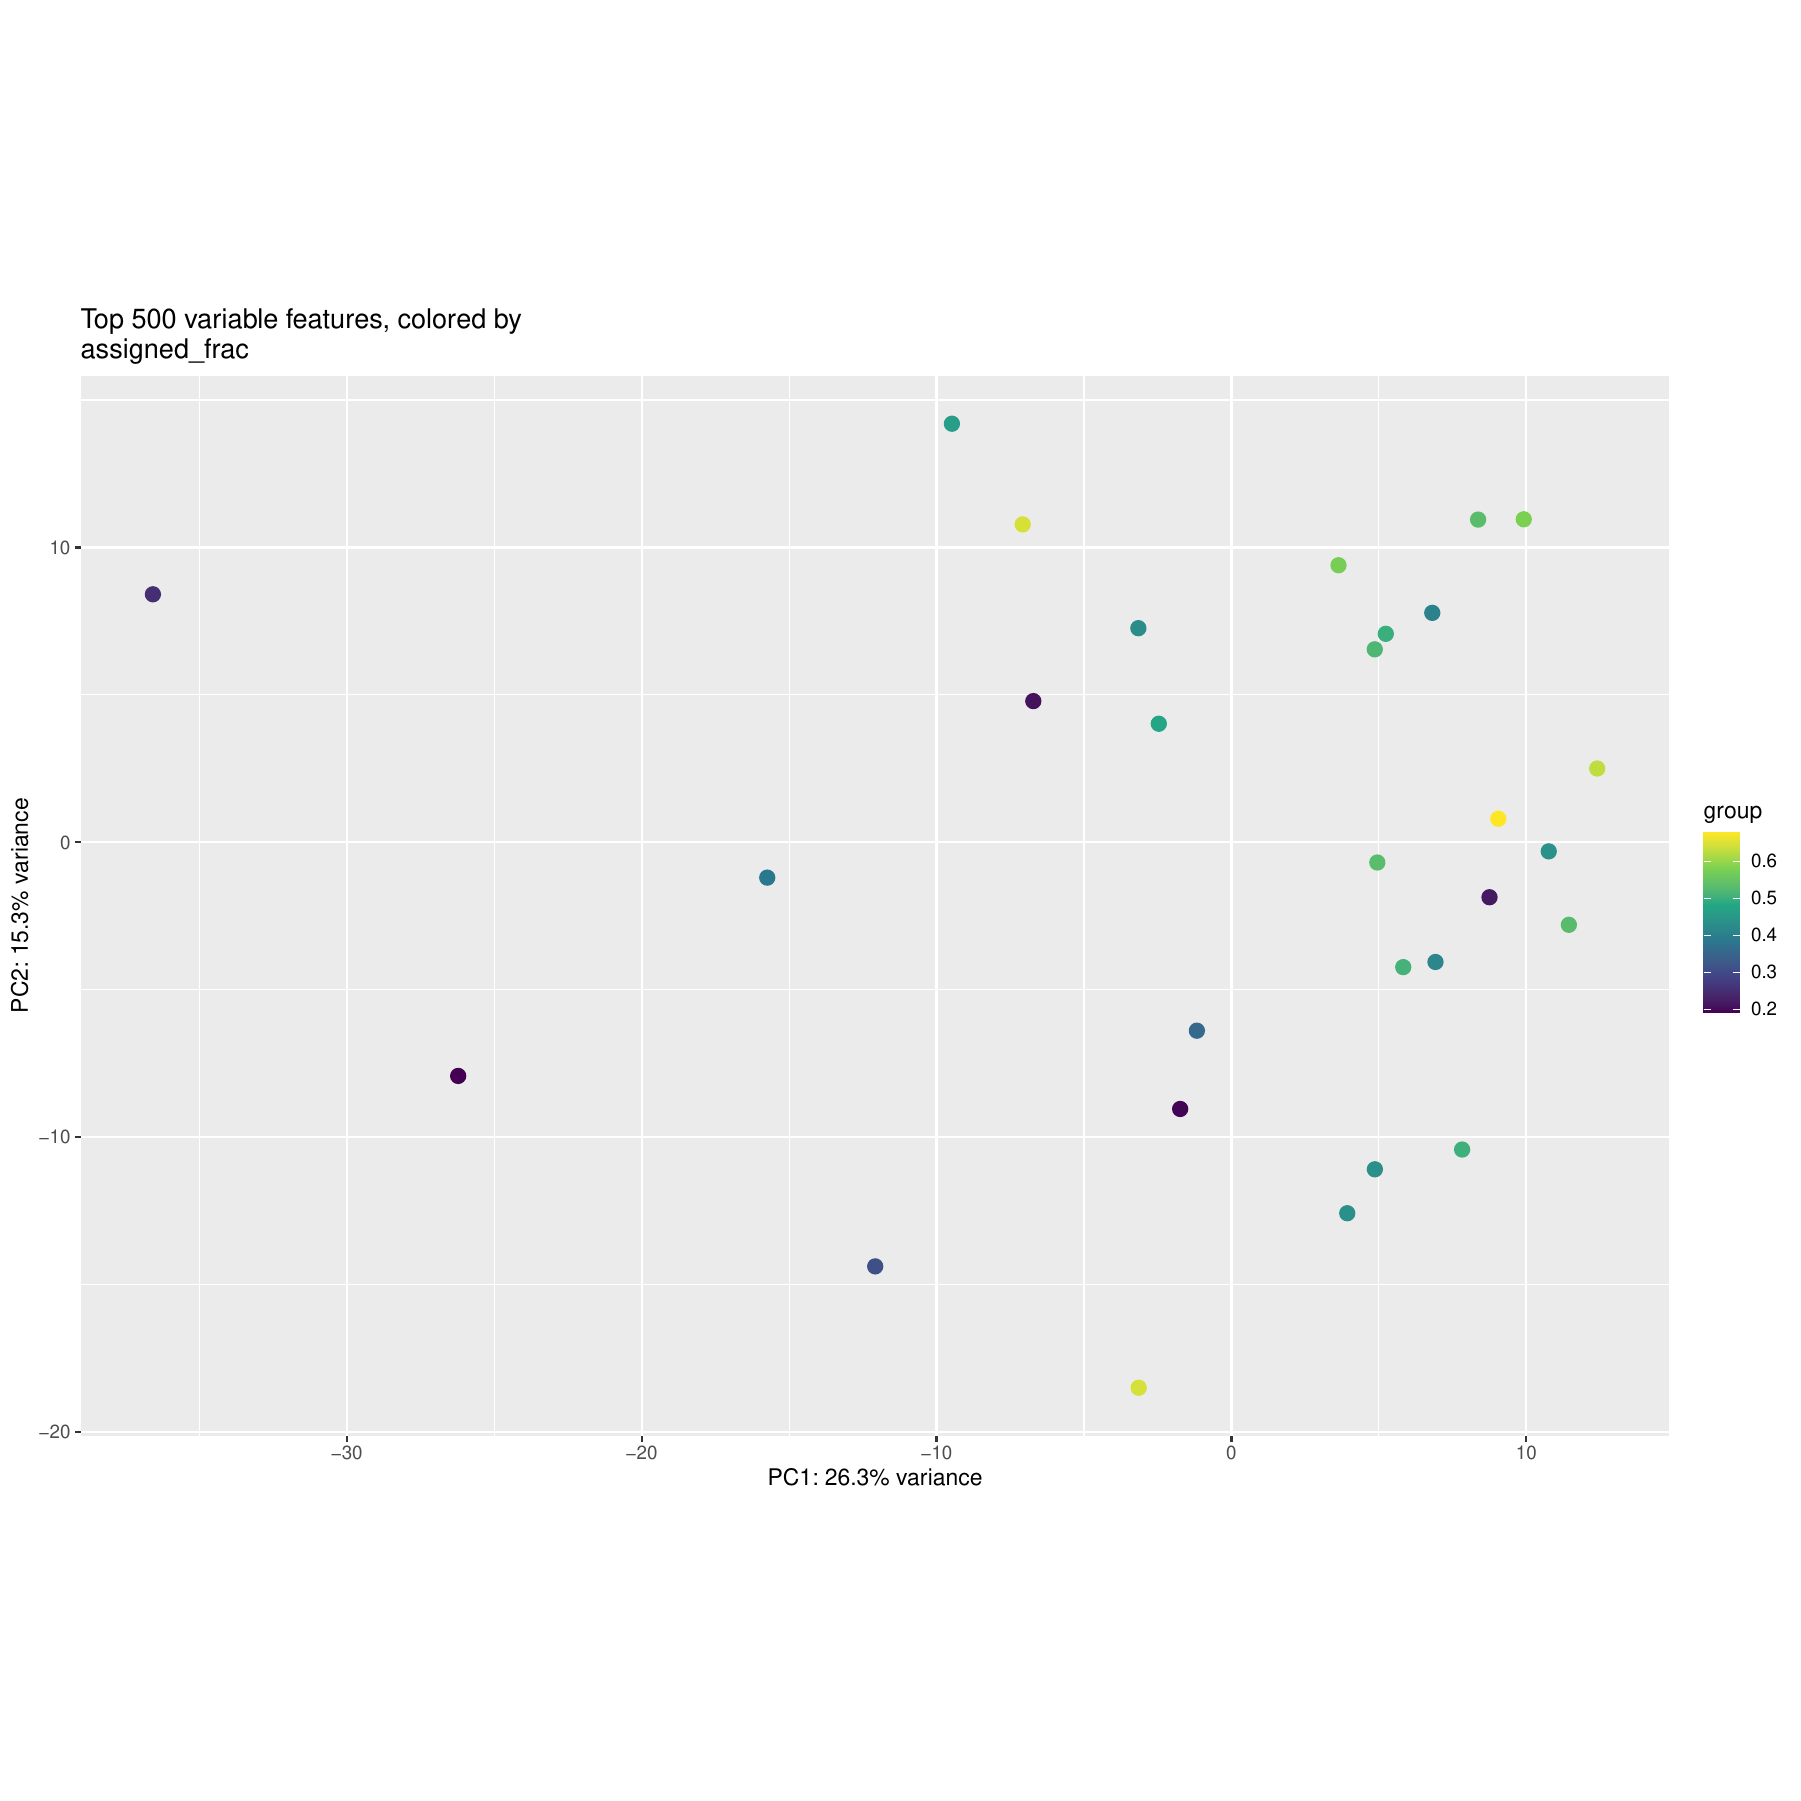 Top 500 variable features, colored by
assigned_frac
10
0
−10
−20
PC2: 15.3% variance
−30
−20
−10
0
10
PC1: 26.3% variance
group
0.6
0.5
0.4
0.3
0.2